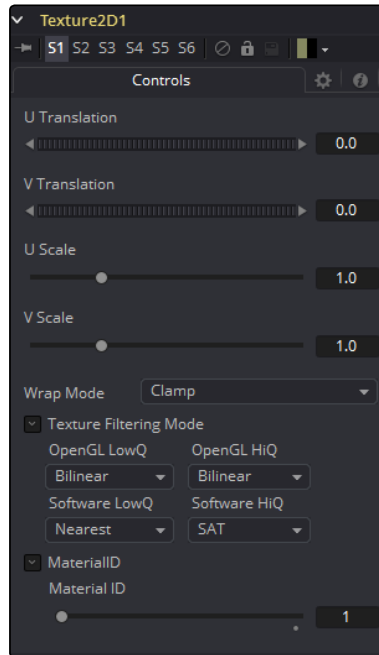 Texture2D1
S1 S2 S3 S4 S5 S6
Controls
U Translation
0.0
V Translation
0.0
U Scale
1.0
V Scale
1.0
Wrap Mode Clamp
Texture Filtering Mode
OpenGL LowQ OpenGL HiQ
Bilinear Bilinear
Software LowQ Software HiQ
Nearest SAT
MaterialID
Material ID
1